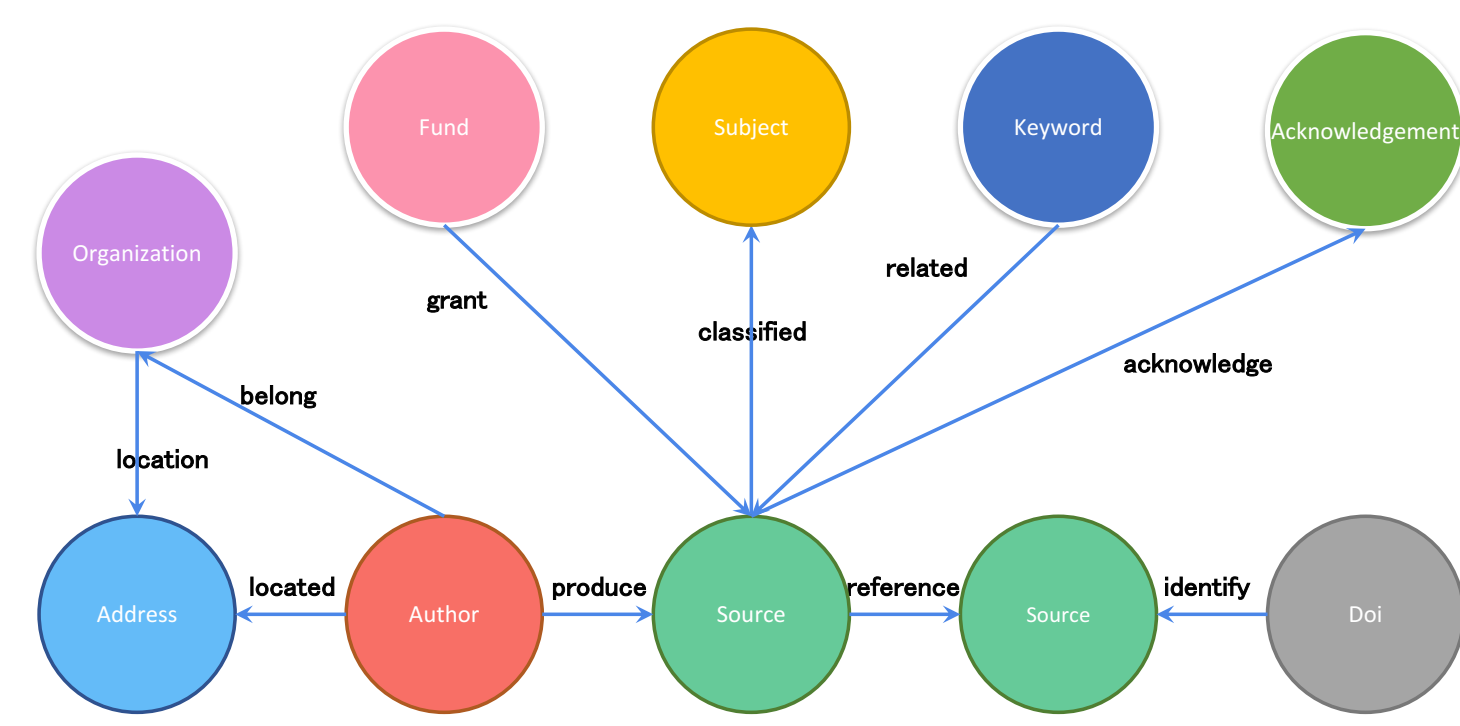 Fund
Subject
Keyword
Acknowledgement
Organization
related
grant
classified
acknowledge
belong
location
located
produce
reference
identify
Address
Author
Source
Source
Doi